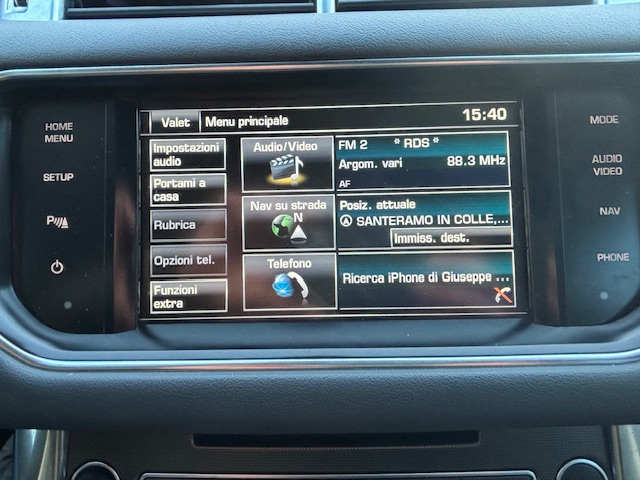 HOME
MENU
SETUP
P
Valet
Menu principale
15:40
Impostazioni
audio
Portami a
casa
Rubrica
Opzioni tel.
Funzioni
extra
Audio/Video
Nav su strada
N
Telefono
FM 2 * RDS *
Argom. vari 88.3 MHz
AF
Posiz. attuale
SANTERAMO IN COLLE,...
Immiss. dest.
Ricerca iPhone di Giuseppe ...
MODE
AUDIO
VIDEO
NAV
PHONE